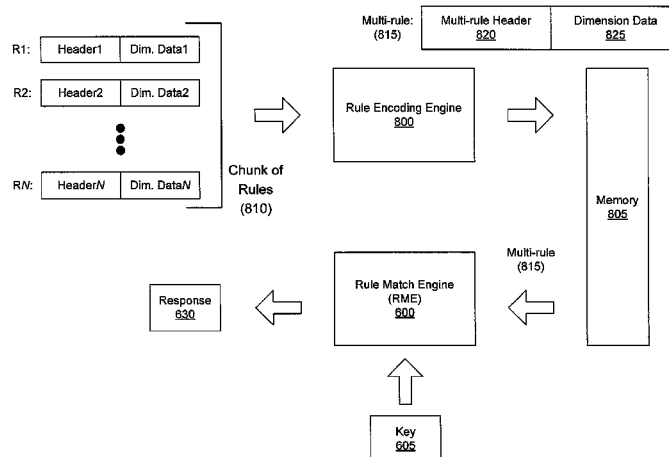 R1: Header1 Dim. Data1
R2: Header2 Dim. Data2
RN: HeaderN Dim. DataN
Chunk of
Rules
(810)
Multi-rule:
(815)
Multi-rule Header
820
Dimension Data
825
Rule Encoding Engine
800
Memory
805
Multi-rule
(815)
Rule Match Engine
(RME)
600
Response
630
Key
605